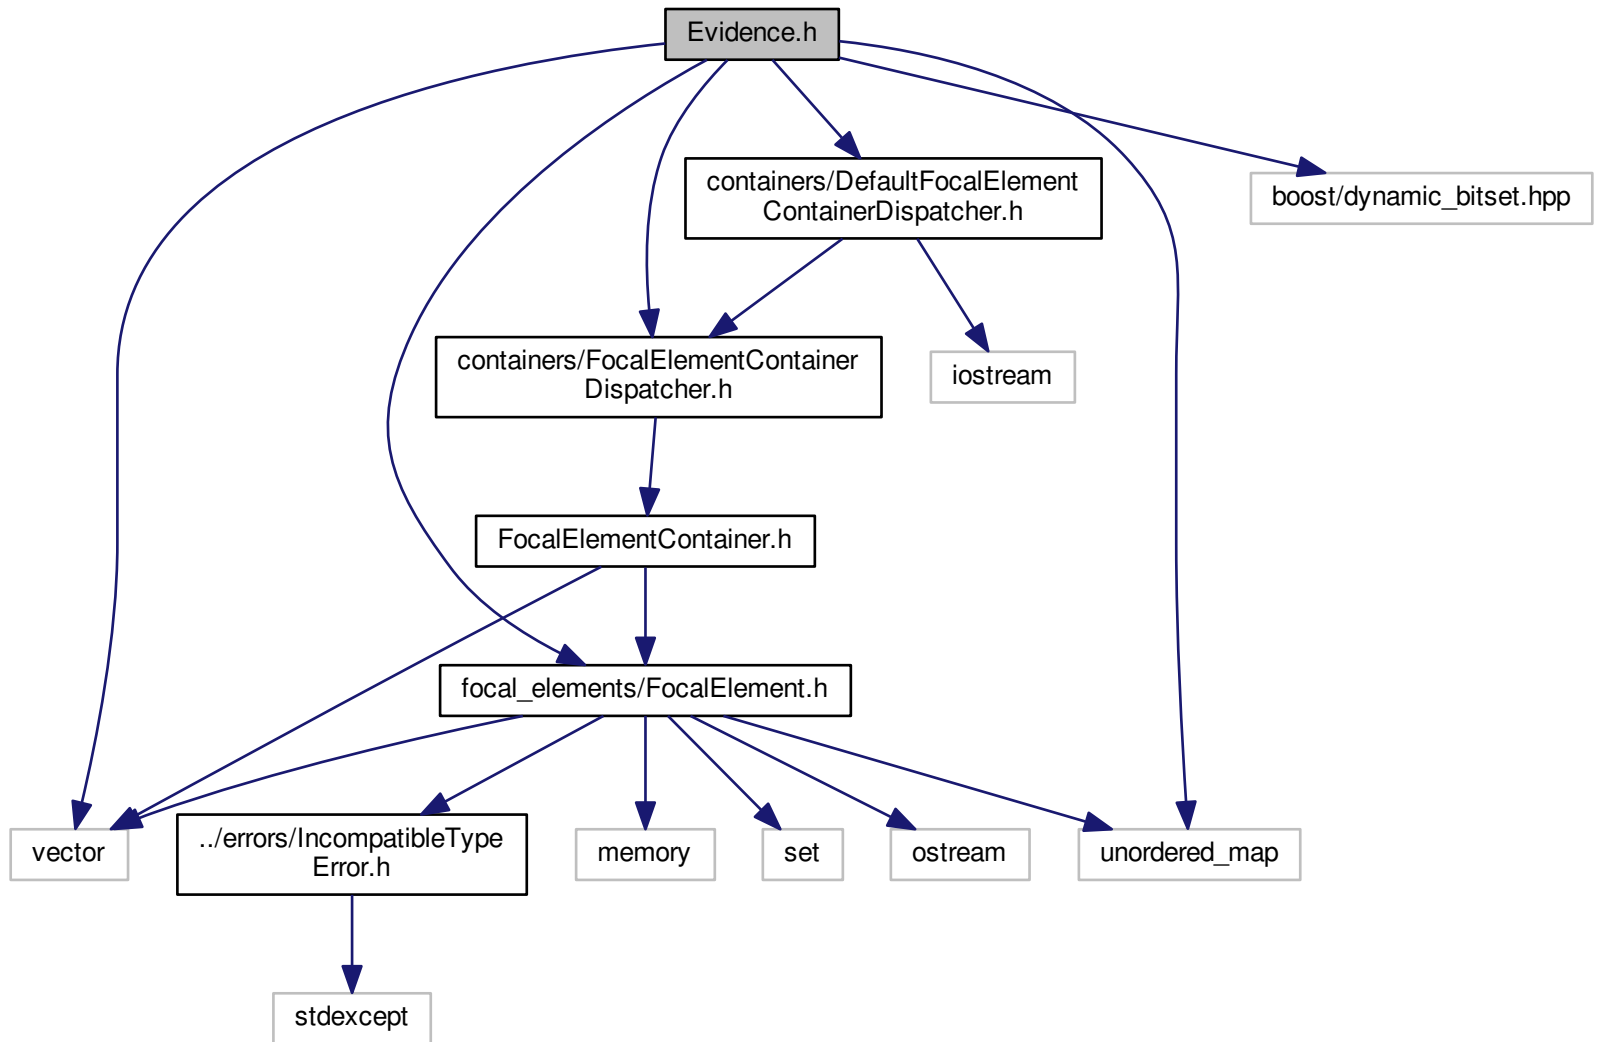 Evidence.h
containers/DefaultFocalElement
ContainerDispatcher.h
boost/dynamic_bitset.hpp
containers/FocalElementContainer
Dispatcher.h
iostream
FocalElementContainer.h
focal_elements/FocalElement.h
vector
../errors/IncompatibleType
Error.h
memory
set
ostream
unordered_map
stdexcept